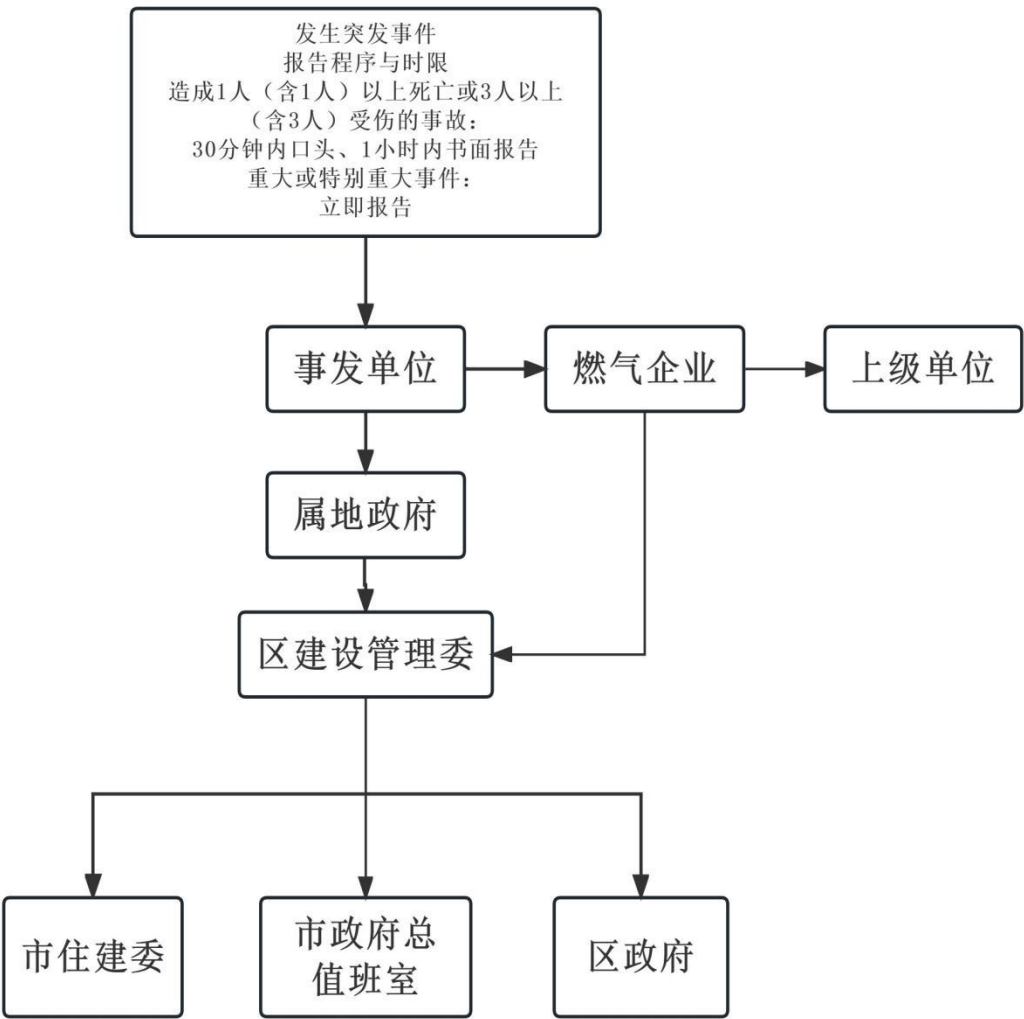 发生突发事件
报告程序与时限
造成1人（含1人）以上死亡或3人以上
（含3人）受伤的事故：
30分钟内口头、1小时内书面报告
重大或特别重大事件：
立即报告
事发单位
燃气企业
上级单位
属地政府
区建设管理委
市住建委
市政府总
值班室
区政府